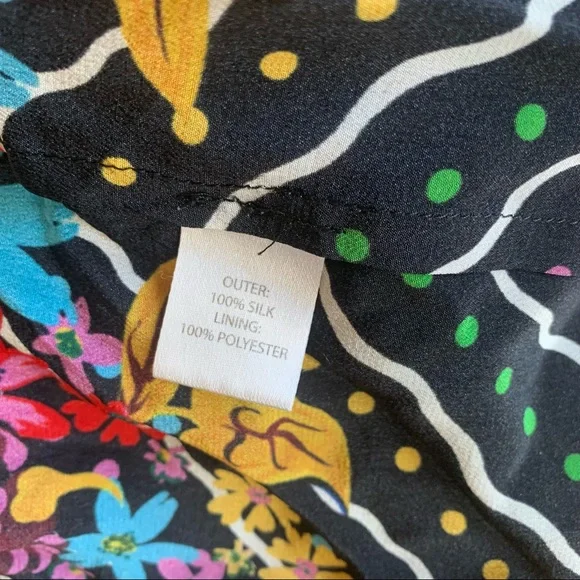 OUTER:
100% SILK
LINING:
100% POLYESTER